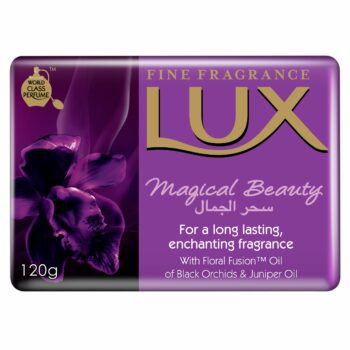 WORLD
CLASS
PERFUME
™
FINE FRAGRANCE
LUX
Magical Beauty
سحر الجمال
For a long lasting,
enchanting fragrance
With Floral Fusion™ Oil
of Black Orchids & Juniper Oil
120g